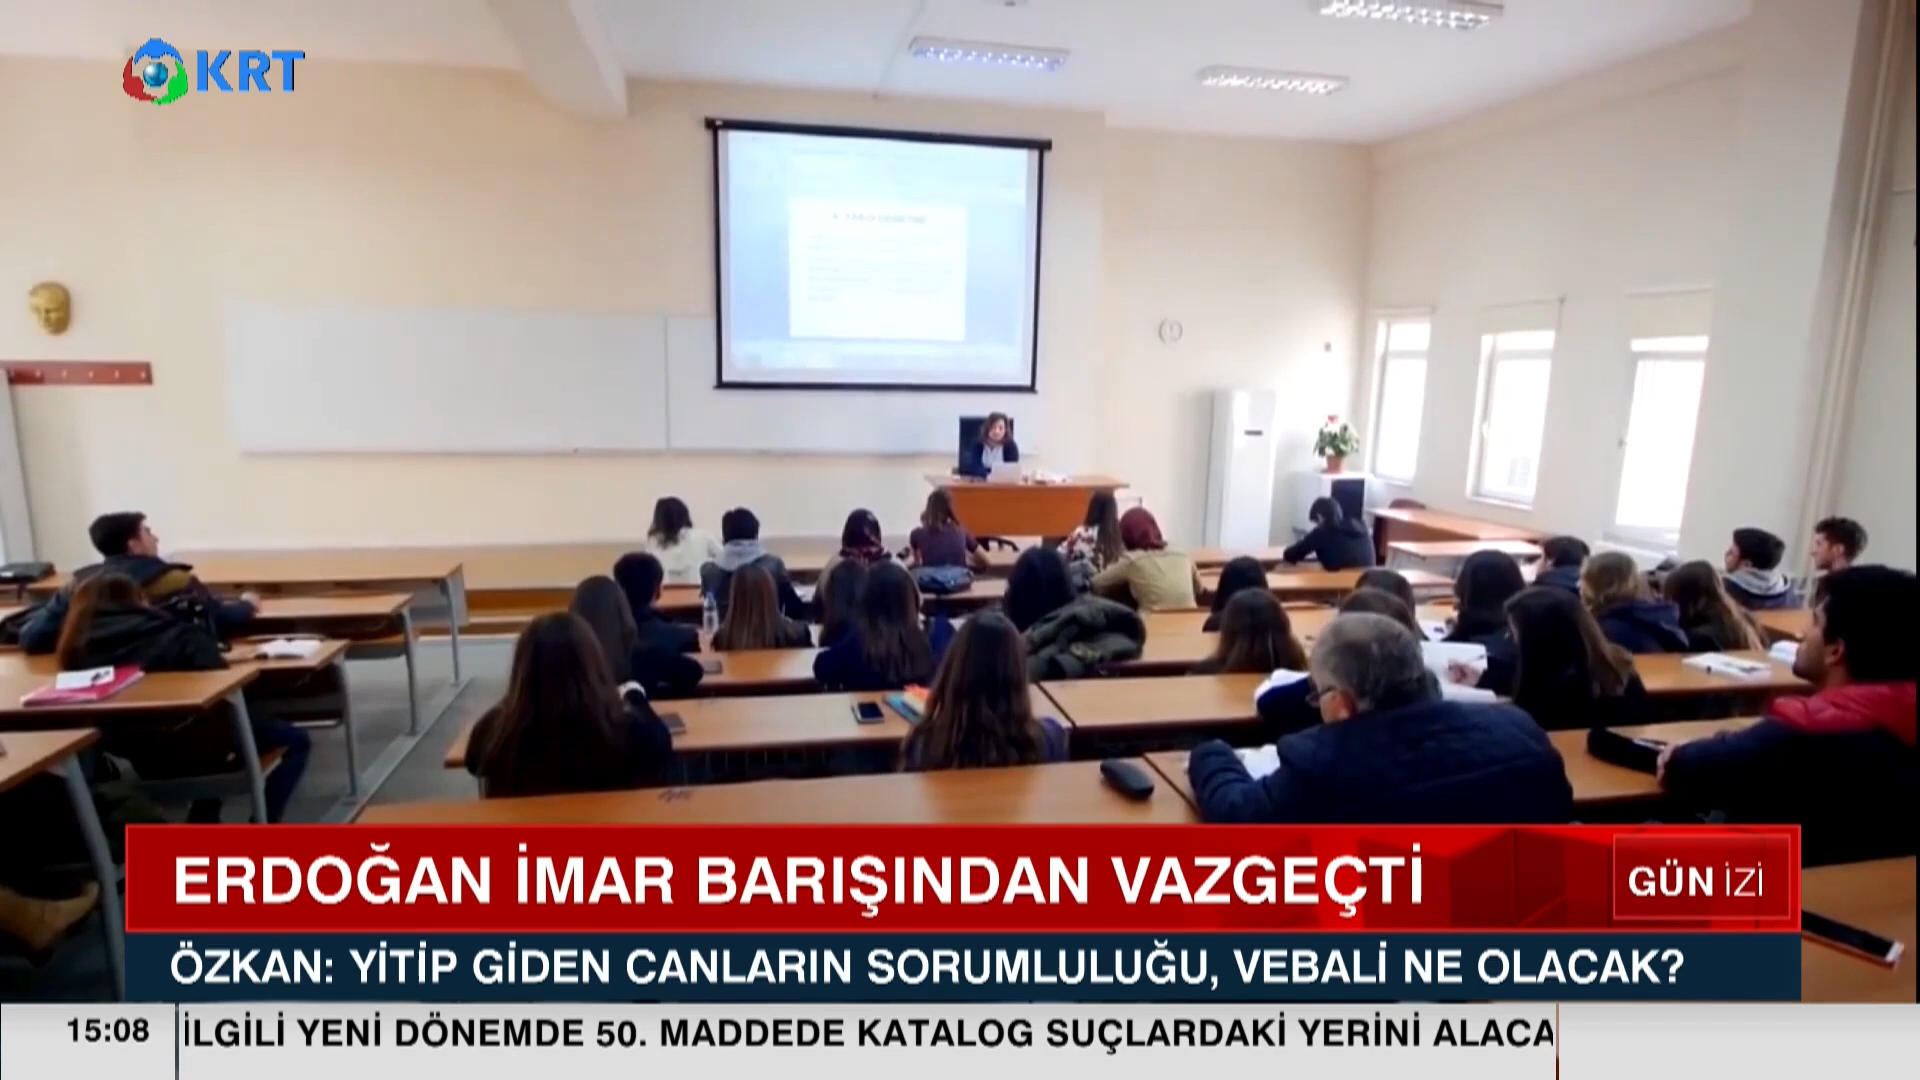 KRT
ERDOĞAN İMAR BARIŞINDAN VAZGEÇTİ
GÜN İZİ
ÖZKAN: YİTİP GİDEN CANLARIN SORUMLULUĞU, VEBALİ NE OLACAK?
15:08
İLGİLİ YENİ DÖNEMDE 50. MADDEDE KATALOG SUÇLARDAKİ YERİNİ ALACA